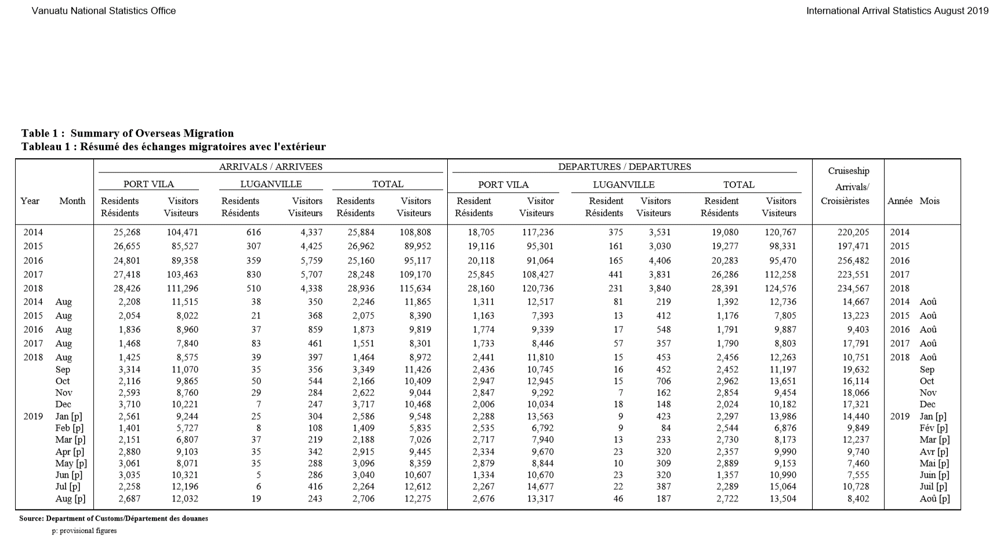 Vanuatu National Statistics Office International Arrival Statistics August 2019
Table 1 : Summary of Overseas Migration
Tableau 1 : Résumé des échanges migratoires avec l'extérieur
ARRIVALS / ARRIVEES DEPARTURES / DEPARTURES Cruiseship
PORT VILA LUGANVILLE TOTAL PORT VILA LUGANVILLE TOTAL Arrivals/
Year Month Residents Visitors Residents Visitors Residents Visitors Resident Visitor Resident Visitors Resident Visitors Croisièristes Année Mois
Résidents Visiteurs Résidents Visiteurs Résidents Visiteurs Résidents Visiteurs Résidents Visiteurs Résidents Visiteurs
2014 25,268 104,471 616 4,337 25,884 108,808 18,705 117,236 375 3,531 19,080 120,767 220,205 2014
2015 26,655 85,527 307 4,425 26,962 89,952 19,116 95,301 161 3,030 19,277 98,331 197,471 2015
2016 24,801 89,358 359 5,759 25,160 95,117 20,118 91,064 165 4,406 20,283 95,470 256,482 2016
2017 27,418 103,463 830 5,707 28,248 109,170 25,845 108,427 441 3,831 26,286 112,258 223,551 2017
2018 28,426 111,296 510 4,338 28,936 115,634 28,160 120,736 231 3,840 28,391 124,576 234,567 2018
2014 Aug 2,208 11,515 38 350 2,246 11,865 1,311 12,517 81 219 1,392 12,736 14,667 2014 Aoû
2015 Aug 2,054 8,022 21 368 2,075 8,390 1,163 7,393 13 412 1,176 7,805 13,223 2015 Aoû
2016 Aug 1,836 8,960 37 859 1,873 9,819 1,774 9,339 17 548 1,791 9,887 9,403 2016 Aoû
2017 Aug 1,468 7,840 83 461 1,551 8,301 1,733 8,446 57 357 1,790 8,803 17,791 2017 Aoû
2018 Aug 1,425 8,575 39 397 1,464 8,972 2,441 11,810 15 453 2,456 12,263 10,751 2018 Aoû
Sep 3,314 11,070 35 356 3,349 11,426 2,436 10,745 16 452 2,452 11,197 19,632 Sep
Oct 2,116 9,865 50 544 2,166 10,409 2,947 12,945 15 706 2,962 13,651 16,114 Oct
Nov 2,593 8,760 29 284 2,622 9,044 2,847 9,292 7 162 2,854 9,454 18,066 Nov
Dec 3,710 10,221 7 247 3,717 10,468 2,006 10,034 18 148 2,024 10,182 17,321 Dec
2019 Jan [p] 2,561 9,244 25 304 2,586 9,548 2,288 13,563 9 423 2,297 13,986 14,440 2019 Jan [p]
Feb [p] 1,401 5,727 8 108 1,409 5,835 2,535 6,792 9 84 2,544 6,876 9,849 Fév [p]
Mar [p] 2,151 6,807 37 219 2,188 7,026 2,717 7,940 13 233 2,730 8,173 12,237 Mar [p]
Apr [p] 2,880 9,103 35 342 2,915 9,445 2,334 9,670 23 320 2,357 9,990 9,740 Avr [p]
May [p] 3,061 8,071 35 288 3,096 8,359 2,879 8,844 10 309 2,889 9,153 7,460 Mai [p]
Jun [p] 3,035 10,321 5 286 3,040 10,607 1,334 10,670 23 320 1,357 10,990 7,555 Juin [p]
Jul [p] 2,258 12,196 6 416 2,264 12,612 2,267 14,677 22 387 2,289 15,064 10,728 Juil [p]
Aug [p] 2,687 12,032 19 243 2,706 12,275 2,676 13,317 46 187 2,722 13,504 8,402 Aoû [p]
Source: Department of Customs/Département des douanes
p: provisional figures